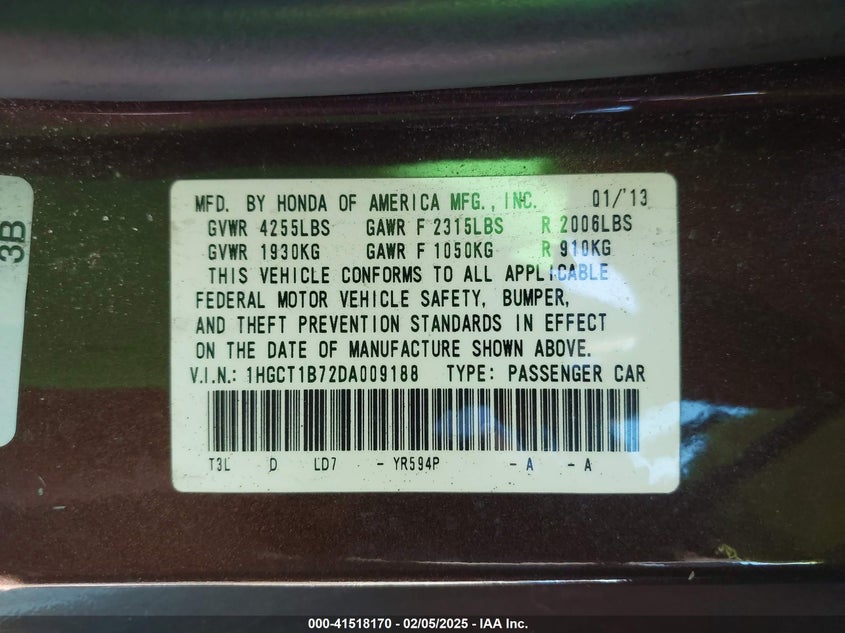 3B
MFD. BY HONDA OF AMERICA MFG., INC. 01/'13
GVWR 4255LBS GAWR F 2315LBS R 2006LBS
GVWR 1930KG GAWR F 1050KG R 910KG
THIS VEHICLE CONFORMS TO ALL APPLICABLE
FEDERAL MOTOR VEHICLE SAFETY, BUMPER,
AND THEFT PREVENTION STANDARDS IN EFFECT
ON THE DATE OF MANUFACTURE SHOWN ABOVE.
V.I.N.: 1HGCT1B72DA009188 TYPE: PASSENGER CAR
T3L D LD7 - YR594P - A - A
000-41518170 - 02/05/2025 - IAA Inc.